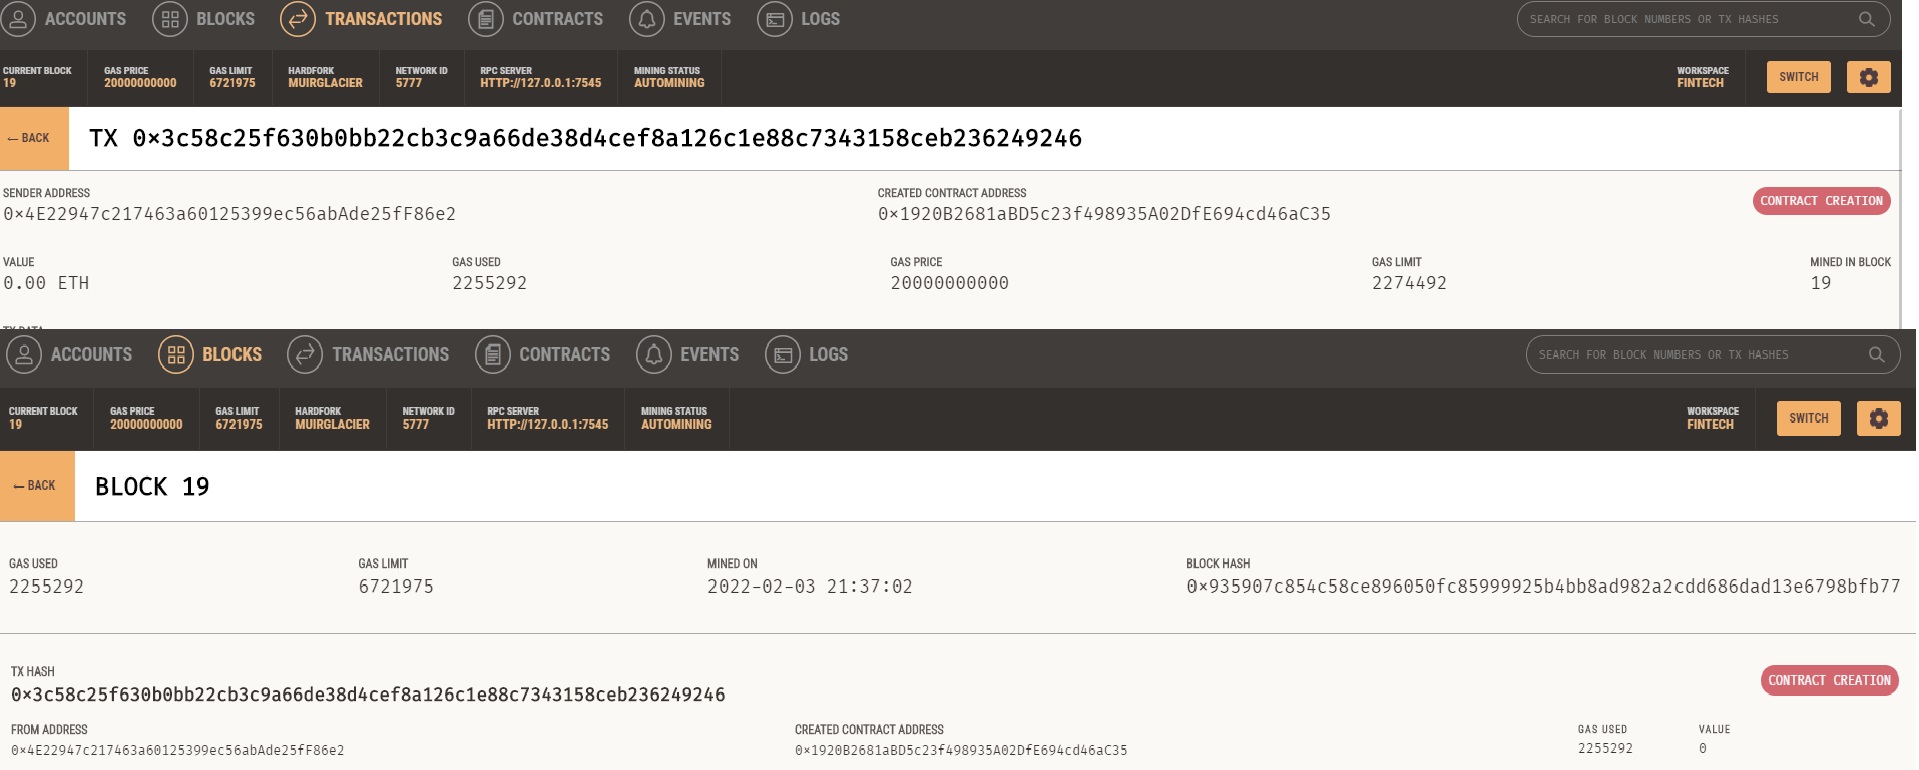 ACCOUNTS BLOCKS TRANSACTIONS CONTRACTS EVENTS LOGS SEARCH FOR BLOCK NUMBERS OR TX HASHES
CURRENT BLOCK GAS PRICE GAS LIMIT HARDFORK NETWORK ID RPC SERVER MINING STATUS WORKSPACE SWITCH
19 20000000000 6721975 MUIRGLACIER 5777 HTTP://127.0.0.1:7545 AUTOMINING FINTECH
← BACK TX 0×3c58c25f630b0bb22cb3c9a66de38d4cef8a126c1e88c7343158ceb236249246
SENDER ADDRESS CREATED CONTRACT ADDRESS CONTRACT CREATION
0×4E22947c217463a60125399ec56abAde25fF86e2 0×1920B2681aBD5c23f498935A02DfE694cd46aC35
VALUE GAS USED GAS PRICE GAS LIMIT MINED IN BLOCK
0.00 ETH 2255292 20000000000 2274492 19
TX DATA
ACCOUNTS BLOCKS TRANSACTIONS CONTRACTS EVENTS LOGS SEARCH FOR BLOCK NUMBERS OR TX HASHES
CURRENT BLOCK GAS PRICE GAS LIMIT HARDFORK NETWORK ID RPC SERVER MINING STATUS WORKSPACE SWITCH
19 20000000000 6721975 MUIRGLACIER 5777 HTTP://127.0.0.1:7545 AUTOMINING FINTECH
← BACK BLOCK 19
GAS USED GAS LIMIT MINED ON BLOCK HASH
2255292 6721975 2022-02-03 21:37:02 0×935907c854c58ce896050fc85999925b4bb8ad982a2cdd686dad13e6798bfb77
TX HASH
0×3c58c25f630b0bb22cb3c9a66de38d4cef8a126c1e88c7343158ceb236249246 CONTRACT CREATION
FROM ADDRESS CREATED CONTRACT ADDRESS GAS USED VALUE
0×4E22947c217463a60125399ec56abAde25fF86e2 0×1920B2681aBD5c23f498935A02DfE694cd46aC35 2255292 0